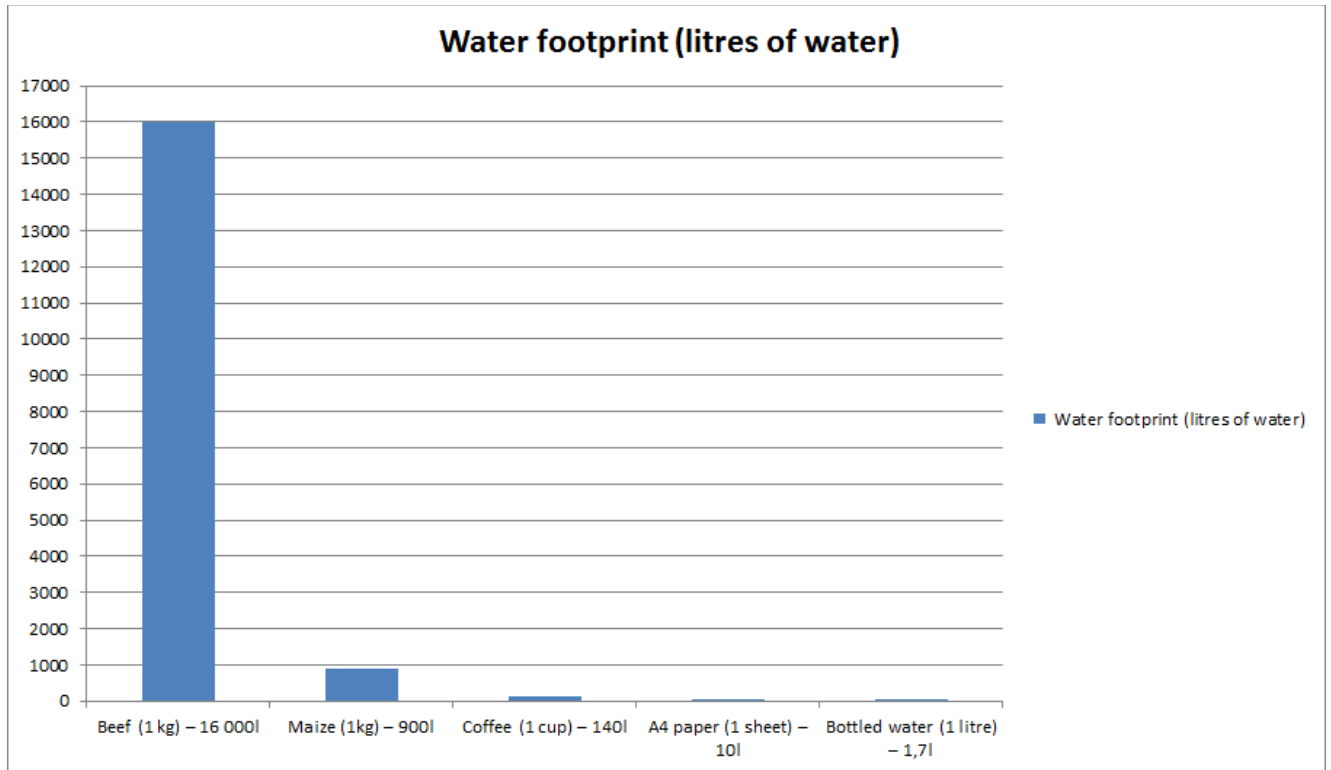 Water footprint (litres of water)
17000
16000
15000
14000
13000
12000
11000
10000
9000
8000
7000
6000
5000
4000
3000
2000
1000
0
Water footprint (litres of water)
Beef (1 kg) – 16 000l
Maize (1kg) – 900l
Coffee (1 cup) – 140l
A4 paper (1 sheet) –
10l
Bottled water (1 litre)
– 1,7l